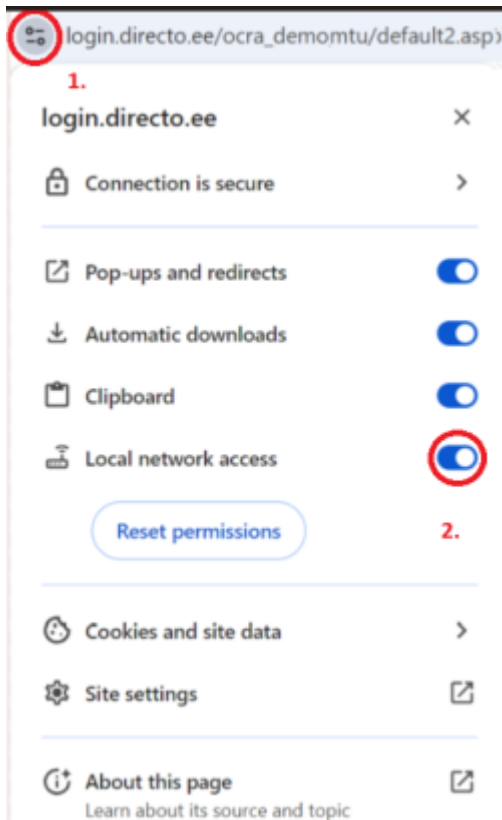 login.directo.ee/ocra_demomtu/default2.asp
1.
login.directo.ee
Connection is secure
Pop-ups and redirects
Automatic downloads
Clipboard
Local network access
Reset permissions
2.
Cookies and site data
Site settings
About this page
Learn about its source and topic